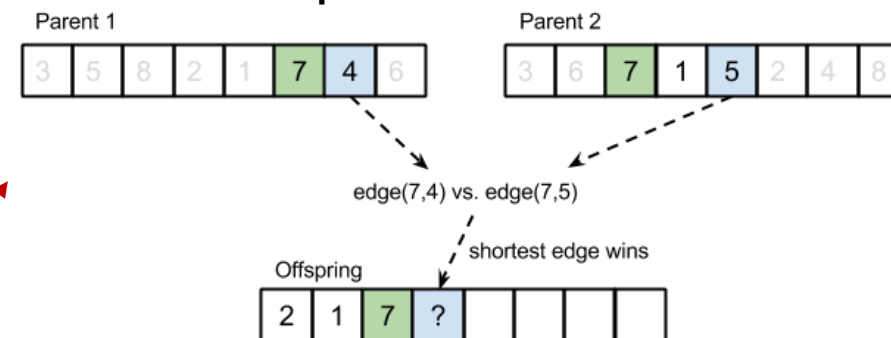 Parent 1
Parent 2
3 5 8 2 1 7 4 6
3 6 7 1 5 2 4 8
edge(7,4) vs. edge(7,5)
shortest edge wins
Offspring
2 1 7 ?